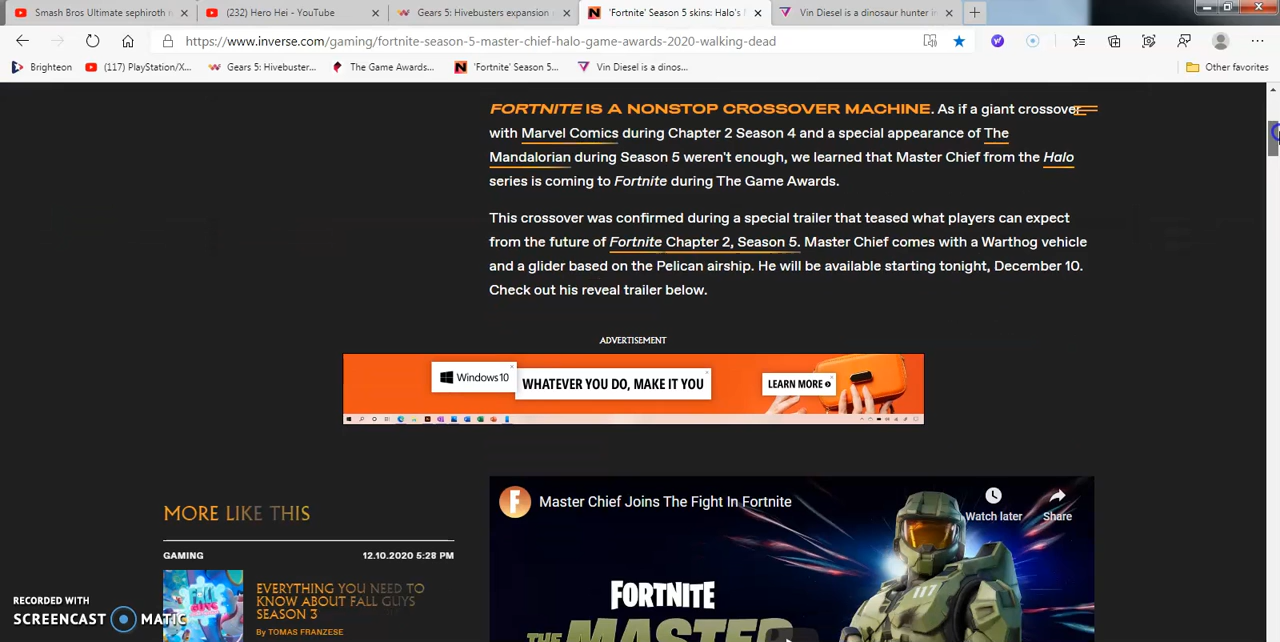 Smash Bros Ultimate sephiroth
(232) Hero Hei - YouTube
Gears 5: Hivebusters expansion
'Fortnite' Season 5 skins: Halo's
Vin Diesel is a dinosaur hunter in
https://www.inverse.com/gaming/fortnite-season-5-master-chief-halo-game-awards-2020-walking-dead
Brighteon
(117) PlayStation/X...
Gears 5: Hivebuster...
The Game Awards...
'Fortnite' Season 5...
Vin Diesel is a dinos...
Other favorites
FORTNITE IS A NONSTOP CROSSOVER MACHINE. As if a giant crossover
with Marvel Comics during Chapter 2 Season 4 and a special appearance of The
Mandalorian during Season 5 weren't enough, we learned that Master Chief from the Halo
series is coming to Fortnite during The Game Awards.
This crossover was confirmed during a special trailer that teased what players can expect
from the future of Fortnite Chapter 2, Season 5. Master Chief comes with a Warthog vehicle
and a glider based on the Pelican airship. He will be available starting tonight, December 10.
Check out his reveal trailer below.
ADVERTISEMENT
Windows10
WHATEVER YOU DO, MAKE IT YOU
LEARN MORE
MORE LIKE THIS
GAMING
12.10.2020 5:28 PM
EVERYTHING YOU NEED TO
KNOW ABOUT FALL GUYS
SEASON 3
By TOMAS FRANZESE
Master Chief Joins The Fight In Fortnite
Watch later
Share
117
FORTNITE
THE MASTER
RECORDED WITH
SCREENCAST MATIC